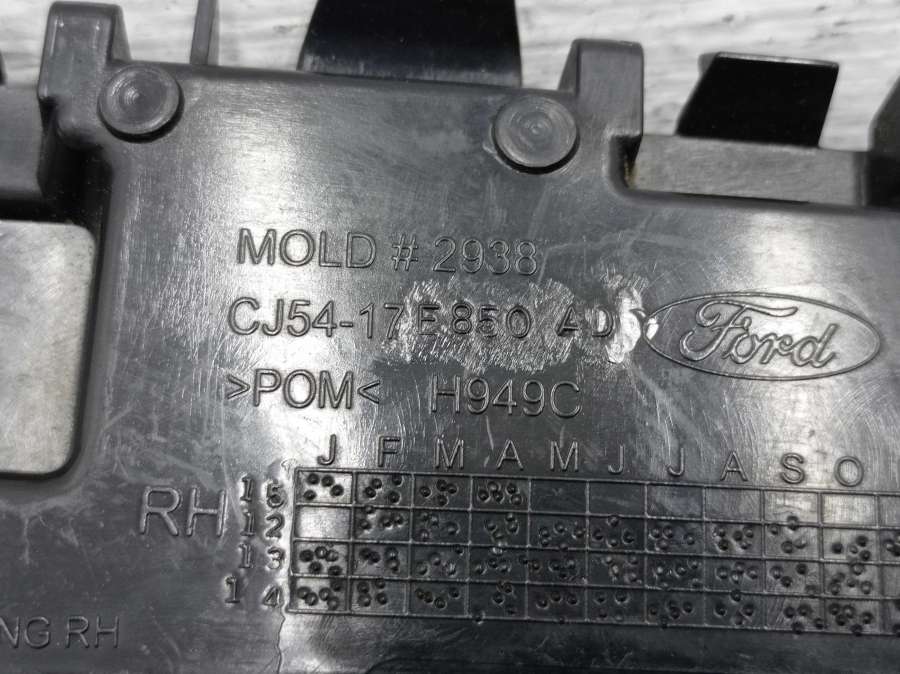 MOLD # 2938
CJ54-17E850 AD
Ford
>POM< H949C
J F M A M J J A S O
RH
15
12
13
14
NG.RH